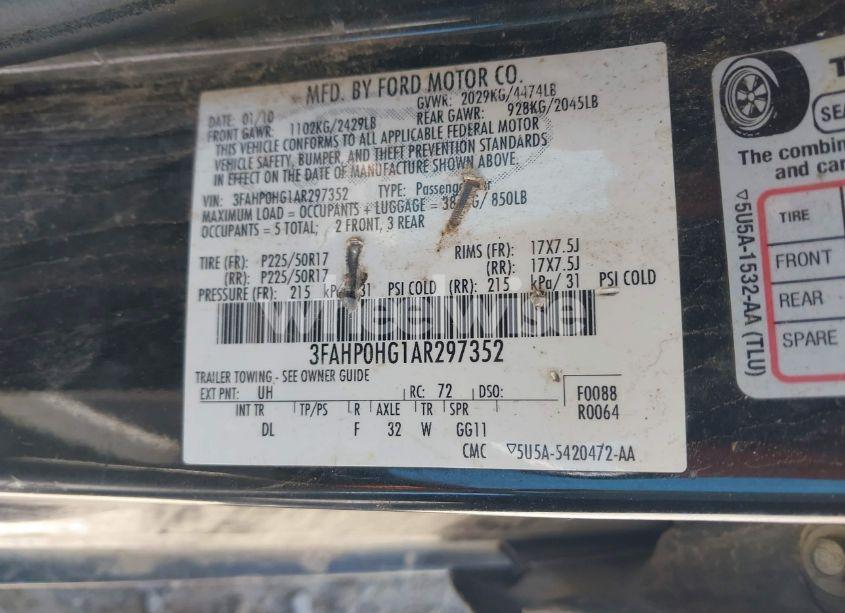 MFD. BY FORD MOTOR CO.
DATE: 01/10
GVWR: 2029KG/4474LB
FRONT GAWR: 1102KG/2429LB
REAR GAWR: 928KG/2045LB
THIS VEHICLE CONFORMS TO ALL APPLICABLE FEDERAL MOTOR
VEHICLE SAFETY, BUMPER, AND THEFT PREVENTION STANDARDS
IN EFFECT ON THE DATE OF MANUFACTURE SHOWN ABOVE.
VIN: 3FAHP0HG1AR297352 TYPE:
MAXIMUM LOAD = OCCUPANTS + LUGGAGE = / 850LB
OCCUPANTS = 5 TOTAL; 2 FRONT, 3 REAR
TIRE (FR): P225/50R17 RIMS (FR): 17X7.5J
(RR): P225/50R17 (RR): 17X7.5J
PRESSURE (FR): 215 kPa/ 31 PSI COLD (RR): 215 kPa/ 31 PSI COLD
WheelWise
3FAHP0HG1AR297352
TRAILER TOWING - SEE OWNER GUIDE
EXT PNT: UH RC: 72 DSO: F0088
R0064
INT TR TP/PS R AXLE TR SPR
DL F 32 W GG11
CMC ▽5U5A-5420472-AA
▽5U5A-1532-AA (TLU)
The combin
and car
TIRE
FRONT
REAR
SPARE